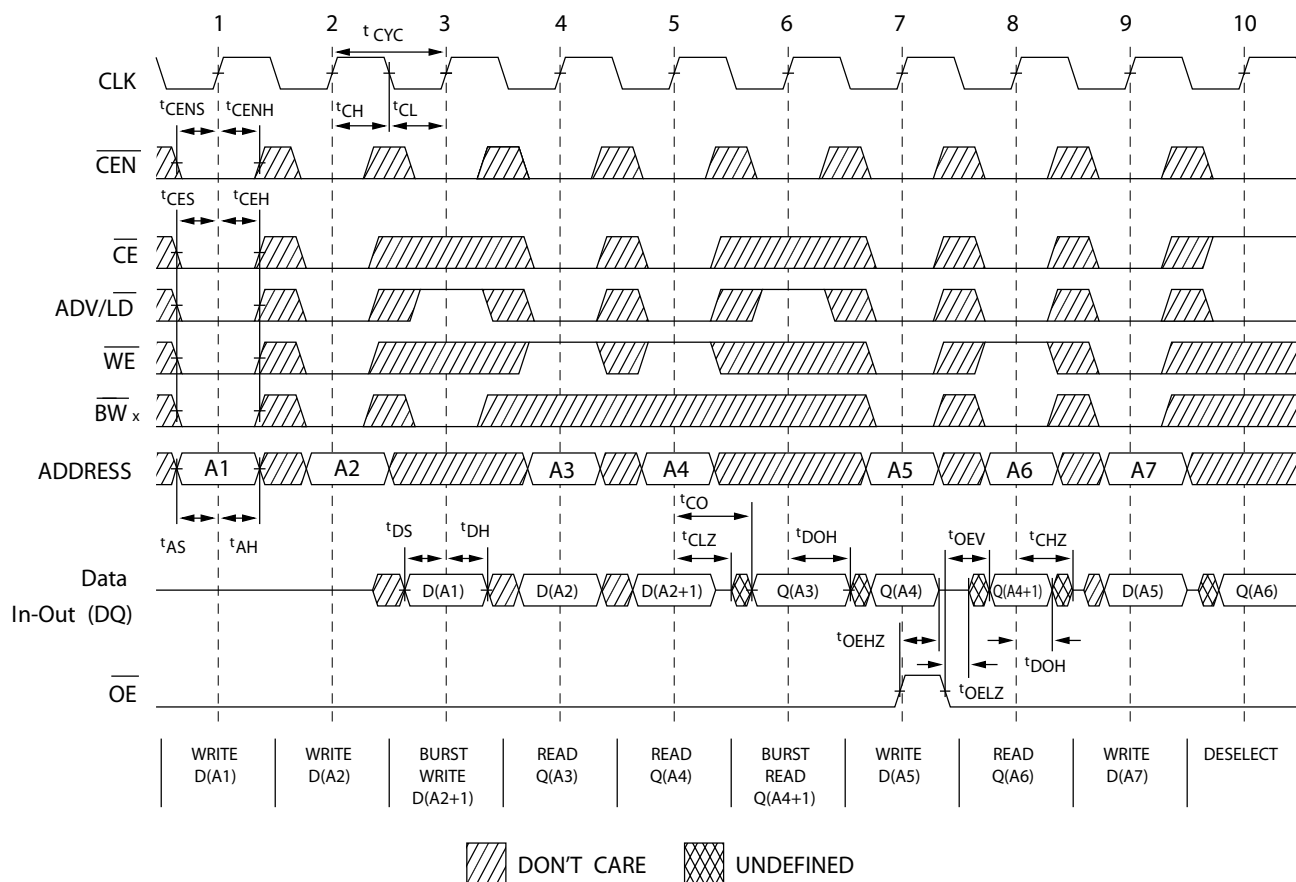 1 2 3 4 5 6 7 8 9 10
tCYC
CLK
tCENS tCENH tCH tCL
CEN
tCES tCEH
CE
ADV/LD
WE
BWx
ADDRESS A1 A2 A3 A4 A5 A6 A7
tCO
tAS tAH tDS tDH tCLZ tDOH tOEV tCHZ
Data
In-Out (DQ)
D(A1) D(A2) D(A2+1) Q(A3) Q(A4) Q(A4+1) D(A5) Q(A6)
tOEHZ tDOH
tOELZ
OE
WRITE
D(A1)
WRITE
D(A2)
BURST
WRITE
D(A2+1)
READ
Q(A3)
READ
Q(A4)
BURST
READ
Q(A4+1)
WRITE
D(A5)
READ
Q(A6)
WRITE
D(A7)
DESELECT
DON'T CARE UNDEFINED